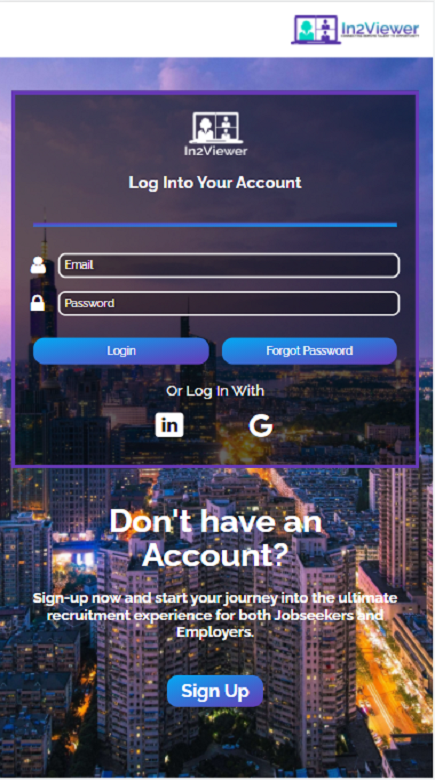 In2Viewer
In2Viewer
Log Into Your Account
Email
Password
Login
Forgot Password
Or Log In With
in
G
Don't have an
Account?
Sign-up now and start your journey into the ultimate
recruitment experience for both Jobseekers and
Employers.
Sign Up